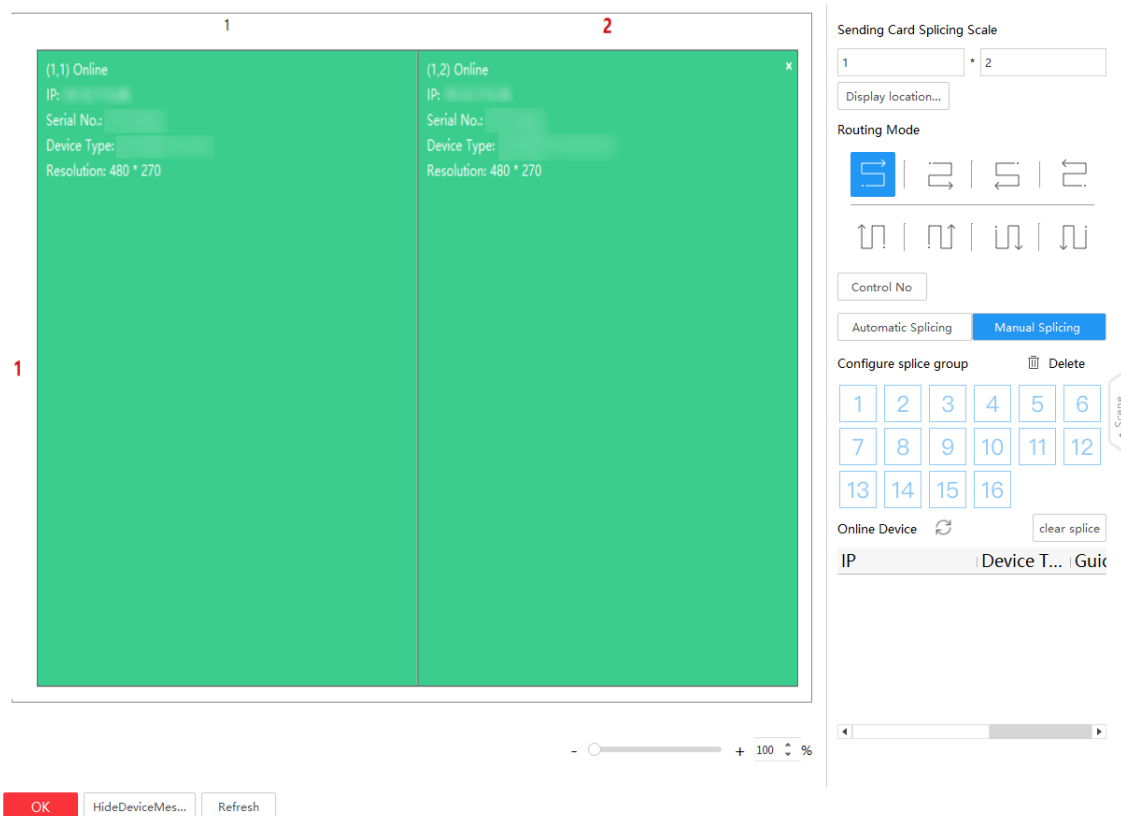 1 2
1
(1,1) Online
IP:
Serial No.:
Device Type:
Resolution: 480 * 270
(1,2) Online x
IP:
Serial No.:
Device Type:
Resolution: 480 * 270
- + 100 %
OK HideDeviceMes... Refresh
Sending Card Splicing Scale
1 * 2
Display location...
Routing Mode
Control No
Automatic Splicing Manual Splicing
Configure splice group Delete
1 2 3 4 5 6
7 8 9 10 11 12
13 14 15 16
Online Device clear splice
IP Device T... Guid
Scene